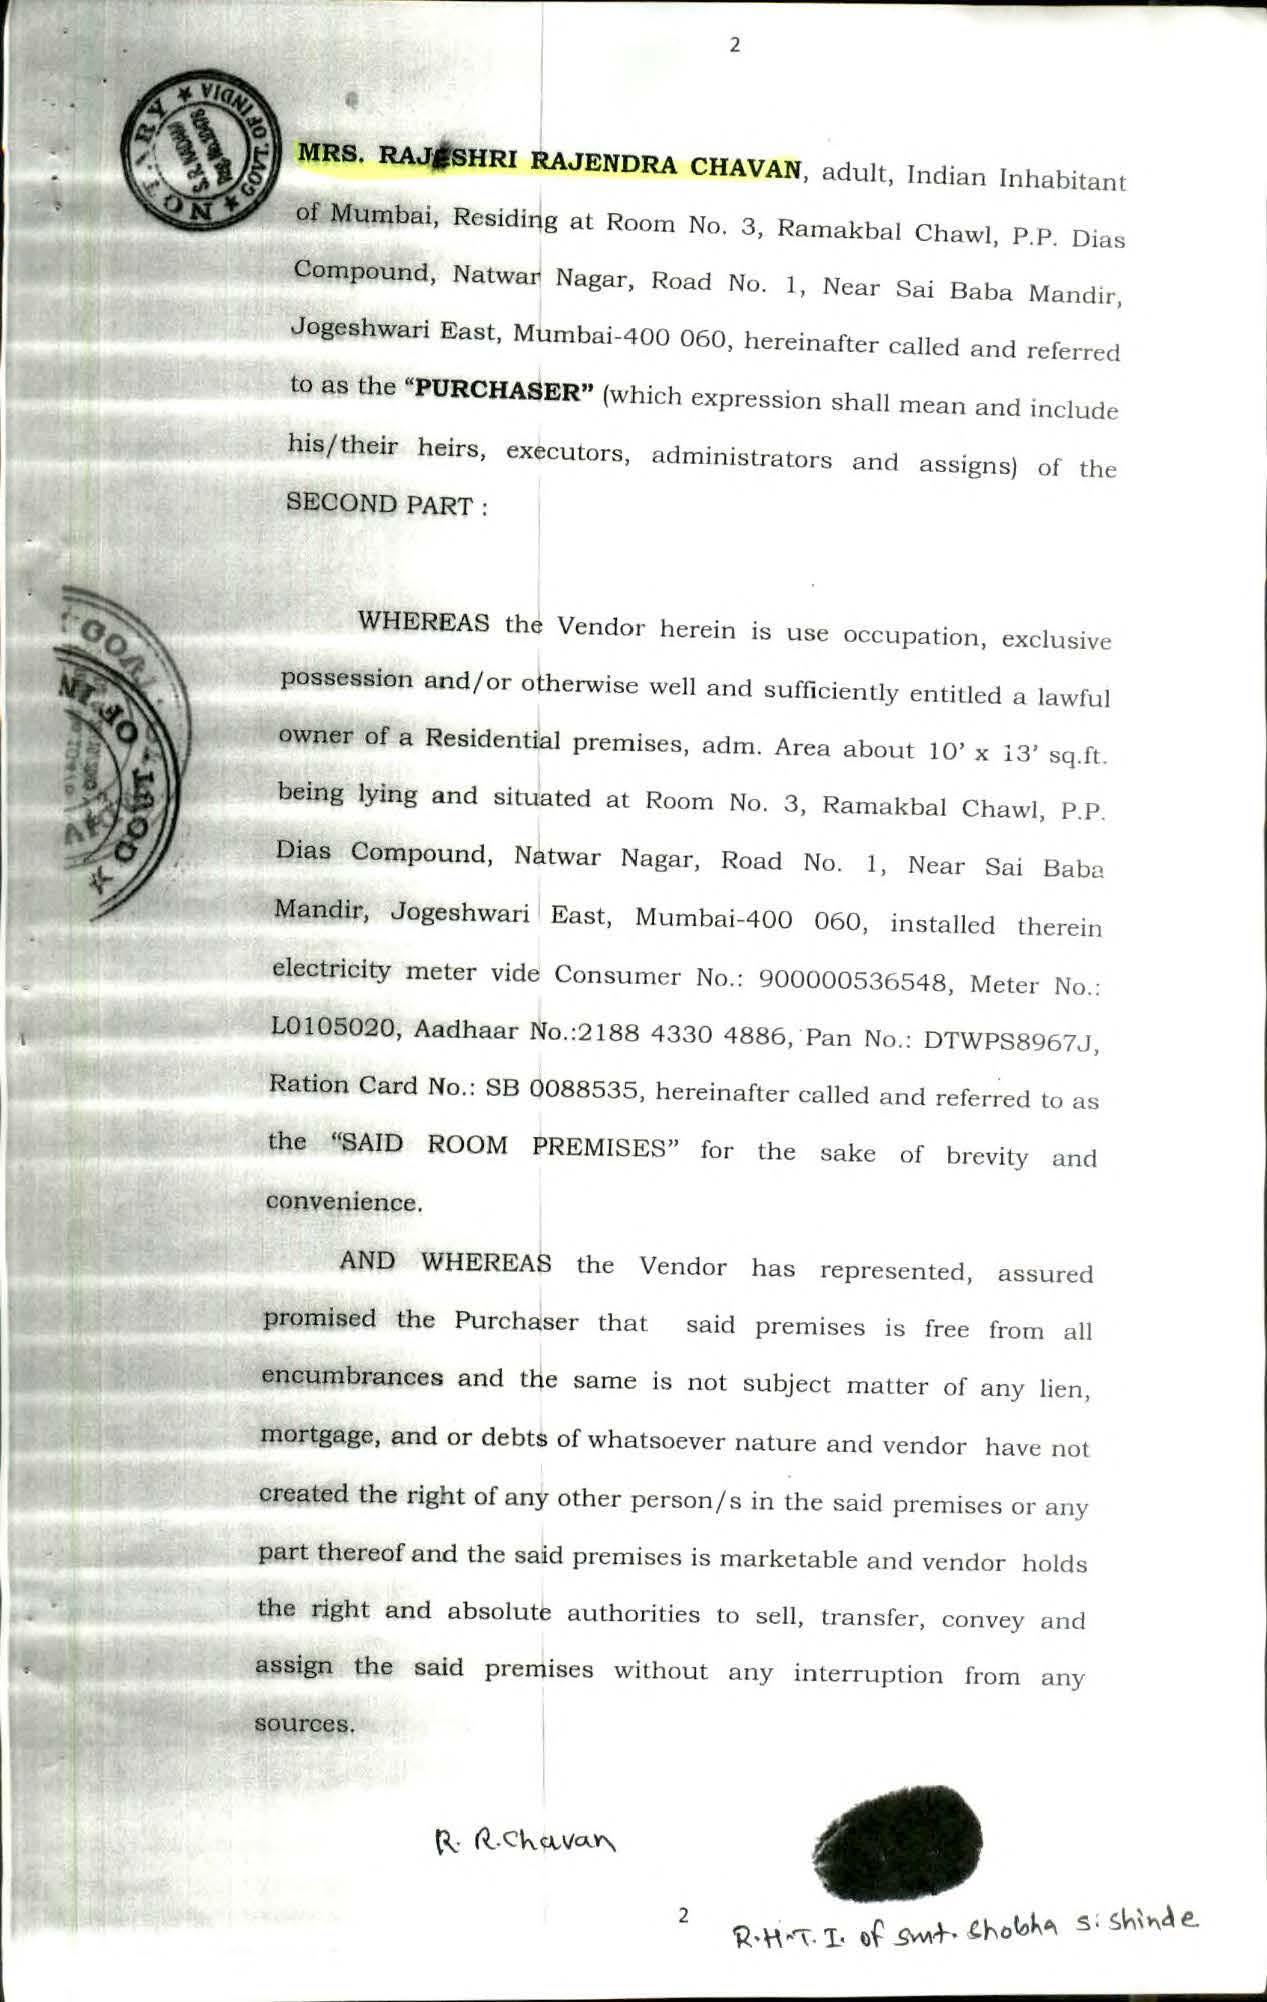 2
NOTARY ★ GOVT. OF INDIA ★
MRS. RAJESHRI RAJENDRA CHAVAN, adult, Indian Inhabitant
of Mumbai, Residing at Room No. 3, Ramakbal Chawl, P.P. Dias
Compound, Natwar Nagar, Road No. 1, Near Sai Baba Mandir,
Jogeshwari East, Mumbai-400 060, hereinafter called and referred
to as the “PURCHASER” (which expression shall mean and include
his/their heirs, executors, administrators and assigns) of the
SECOND PART :
WHEREAS the Vendor herein is use occupation, exclusive
possession and/or otherwise well and sufficiently entitled a lawful
owner of a Residential premises, adm. Area about 10’ x 13’ sq.ft.
being lying and situated at Room No. 3, Ramakbal Chawl, P.P.
Dias Compound, Natwar Nagar, Road No. 1, Near Sai Baba
Mandir, Jogeshwari East, Mumbai-400 060, installed therein
electricity meter vide Consumer No.: 900000536548, Meter No.:
L0105020, Aadhaar No.:2188 4330 4886, Pan No.: DTWPS8967J,
Ration Card No.: SB 0088535, hereinafter called and referred to as
the “SAID ROOM PREMISES” for the sake of brevity and
convenience.
AND WHEREAS the Vendor has represented, assured
promised the Purchaser that said premises is free from all
encumbrances and the same is not subject matter of any lien,
mortgage, and or debts of whatsoever nature and vendor have not
created the right of any other person/s in the said premises or any
part thereof and the said premises is marketable and vendor holds
the right and absolute authorities to sell, transfer, convey and
assign the said premises without any interruption from any
sources.
R. R.Chavan
2
R.H.T.I. of smt. Shobha S. Shinde